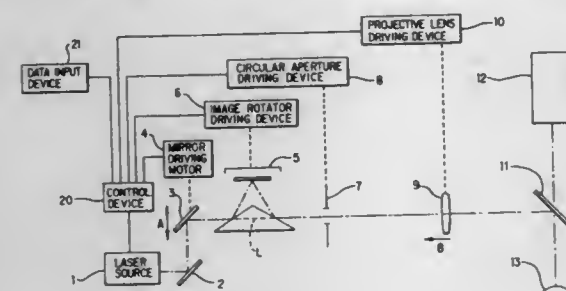 PROJECTIVE LENS
DRIVING DEVICE
10
21
DATA INPUT
DEVICE
CIRCULAR APERTURE
DRIVING DEVICE
8
12
6
IMAGE ROTATOR
DRIVING DEVICE
4
MIRROR
DRIVING
MOTOR
5
7
9
11
20
CONTROL
DEVICE
3
A
L
B
1
LASER
SOURCE
2
13